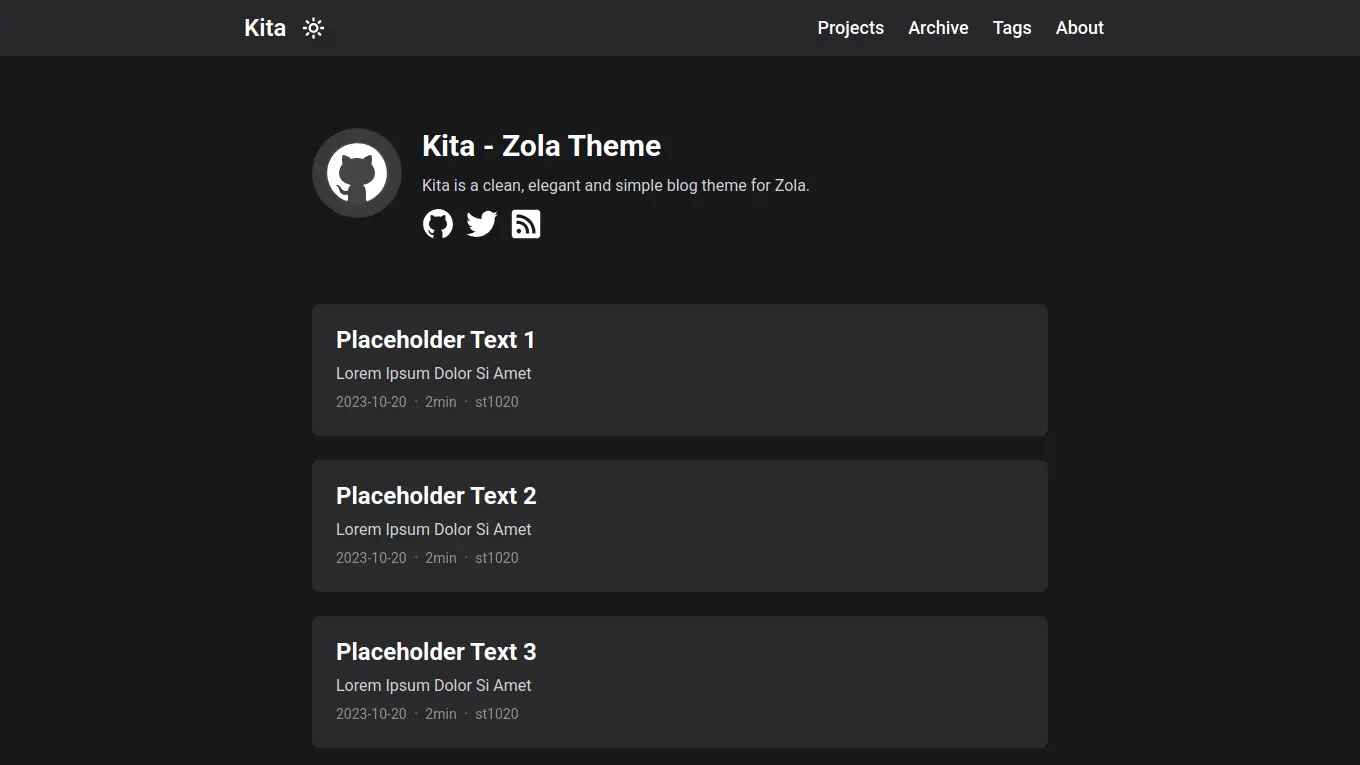 Kita
Projects Archive Tags About
Kita - Zola Theme
Kita is a clean, elegant and simple blog theme for Zola.
Placeholder Text 1
Lorem Ipsum Dolor Si Amet
2023-10-20 · 2min · st1020
Placeholder Text 2
Lorem Ipsum Dolor Si Amet
2023-10-20 · 2min · st1020
Placeholder Text 3
Lorem Ipsum Dolor Si Amet
2023-10-20 · 2min · st1020